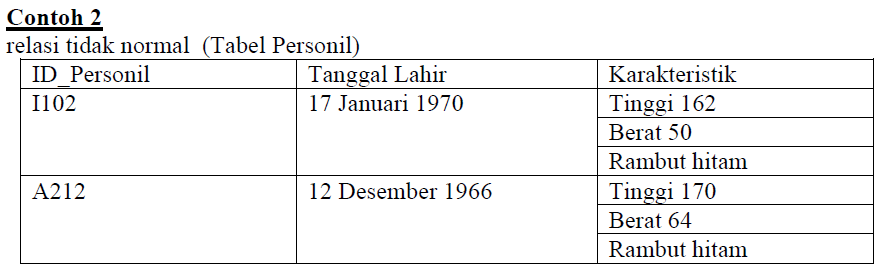 Contoh 2
relasi tidak normal  (Tabel Personil)
ID_Personil Tanggal Lahir Karakteristik
I102 17 Januari 1970 Tinggi 162
Berat 50
Rambut hitam
A212 12 Desember 1966 Tinggi 170
Berat 64
Rambut hitam